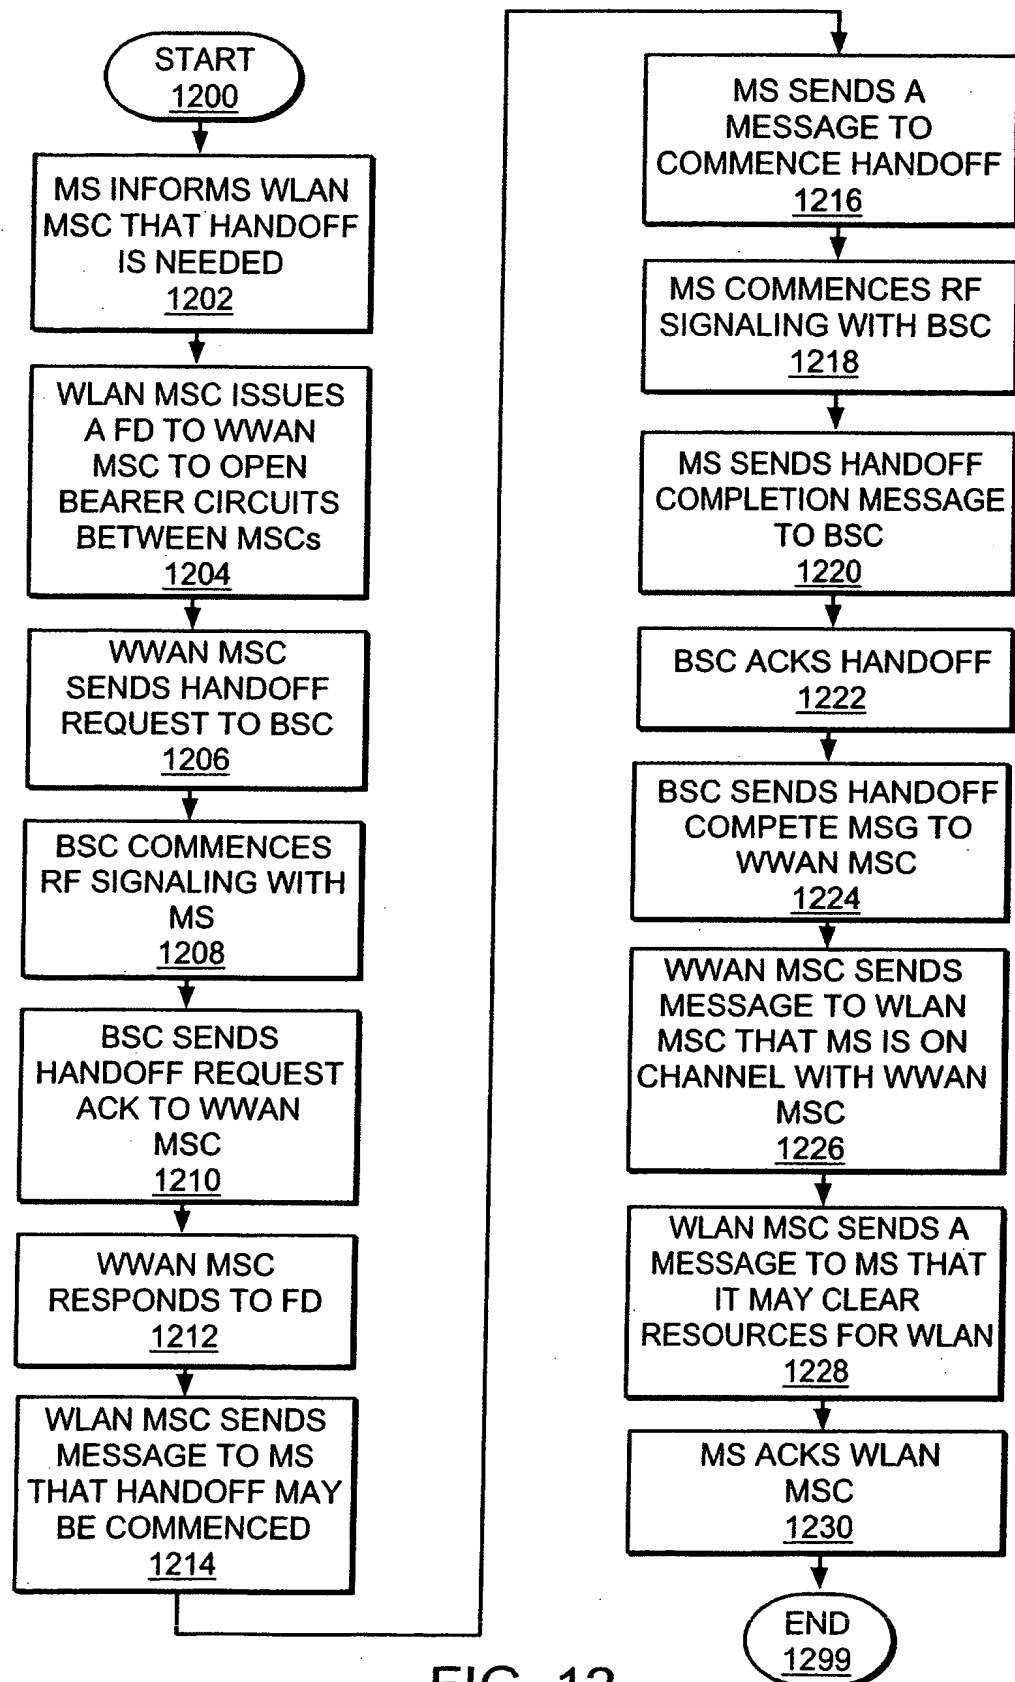 START
1200
MS INFORMS WLAN
MSC THAT HANDOFF
IS NEEDED
1202
WLAN MSC ISSUES
A FD TO WWAN
MSC TO OPEN
BEARER CIRCUITS
BETWEEN MSCs
1204
WWAN MSC
SENDS HANDOFF
REQUEST TO BSC
1206
BSC COMMENCES
RF SIGNALING WITH
MS
1208
BSC SENDS
HANDOFF REQUEST
ACK TO WWAN
MSC
1210
WWAN MSC
RESPONDS TO FD
1212
WLAN MSC SENDS
MESSAGE TO MS
THAT HANDOFF MAY
BE COMMENCED
1214
MS SENDS A
MESSAGE TO
COMMENCE HANDOFF
1216
MS COMMENCES RF
SIGNALING WITH BSC
1218
MS SENDS HANDOFF
COMPLETION MESSAGE
TO BSC
1220
BSC ACKS HANDOFF
1222
BSC SENDS HANDOFF
COMPETE MSG TO
WWAN MSC
1224
WWAN MSC SENDS
MESSAGE TO WLAN
MSC THAT MS IS ON
CHANNEL WITH WWAN
MSC
1226
WLAN MSC SENDS A
MESSAGE TO MS THAT
IT MAY CLEAR
RESOURCES FOR WLAN
1228
MS ACKS WLAN
MSC
1230
END
1299
FIG. 12